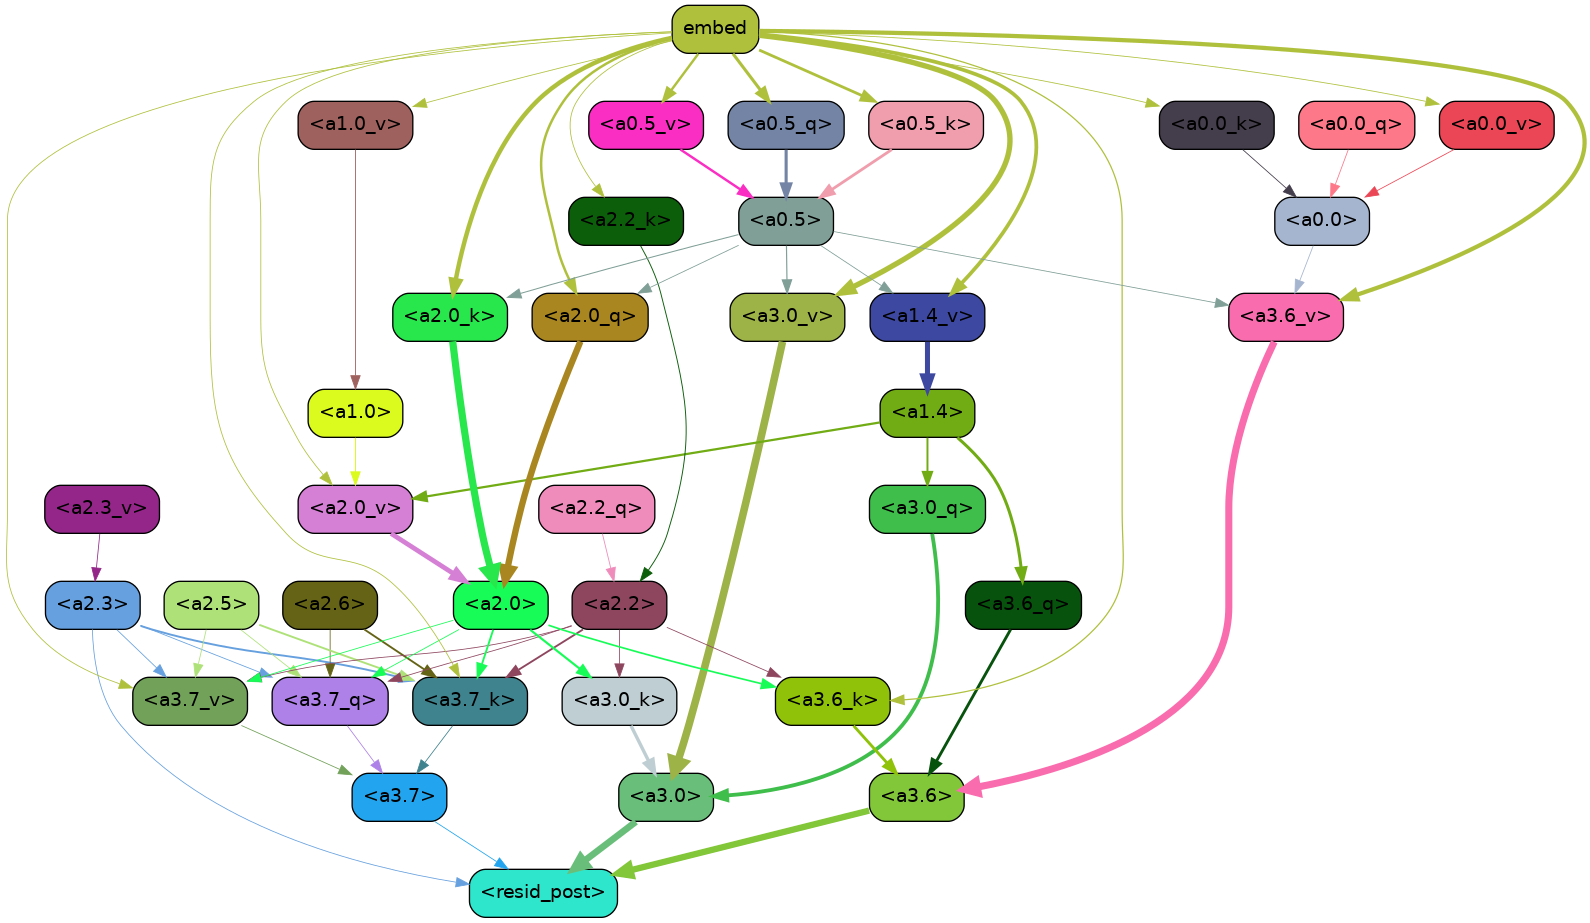 embed
<a1.0_v> <a0.5_v> <a0.5_q> <a0.5_k> <a0.0_k> <a0.0_q> <a0.0_v>
<a2.2_k> <a0.5> <a0.0>
<a2.0_k> <a2.0_q> <a3.0_v> <a1.4_v> <a3.6_v>
<a1.0> <a1.4>
<a2.3_v> <a2.0_v> <a2.2_q> <a3.0_q>
<a2.3> <a2.5> <a2.6> <a2.0> <a2.2> <a3.6_q>
<a3.7_v> <a3.7_q> <a3.7_k> <a3.0_k> <a3.6_k>
<a3.7> <a3.0> <a3.6>
<resid_post>